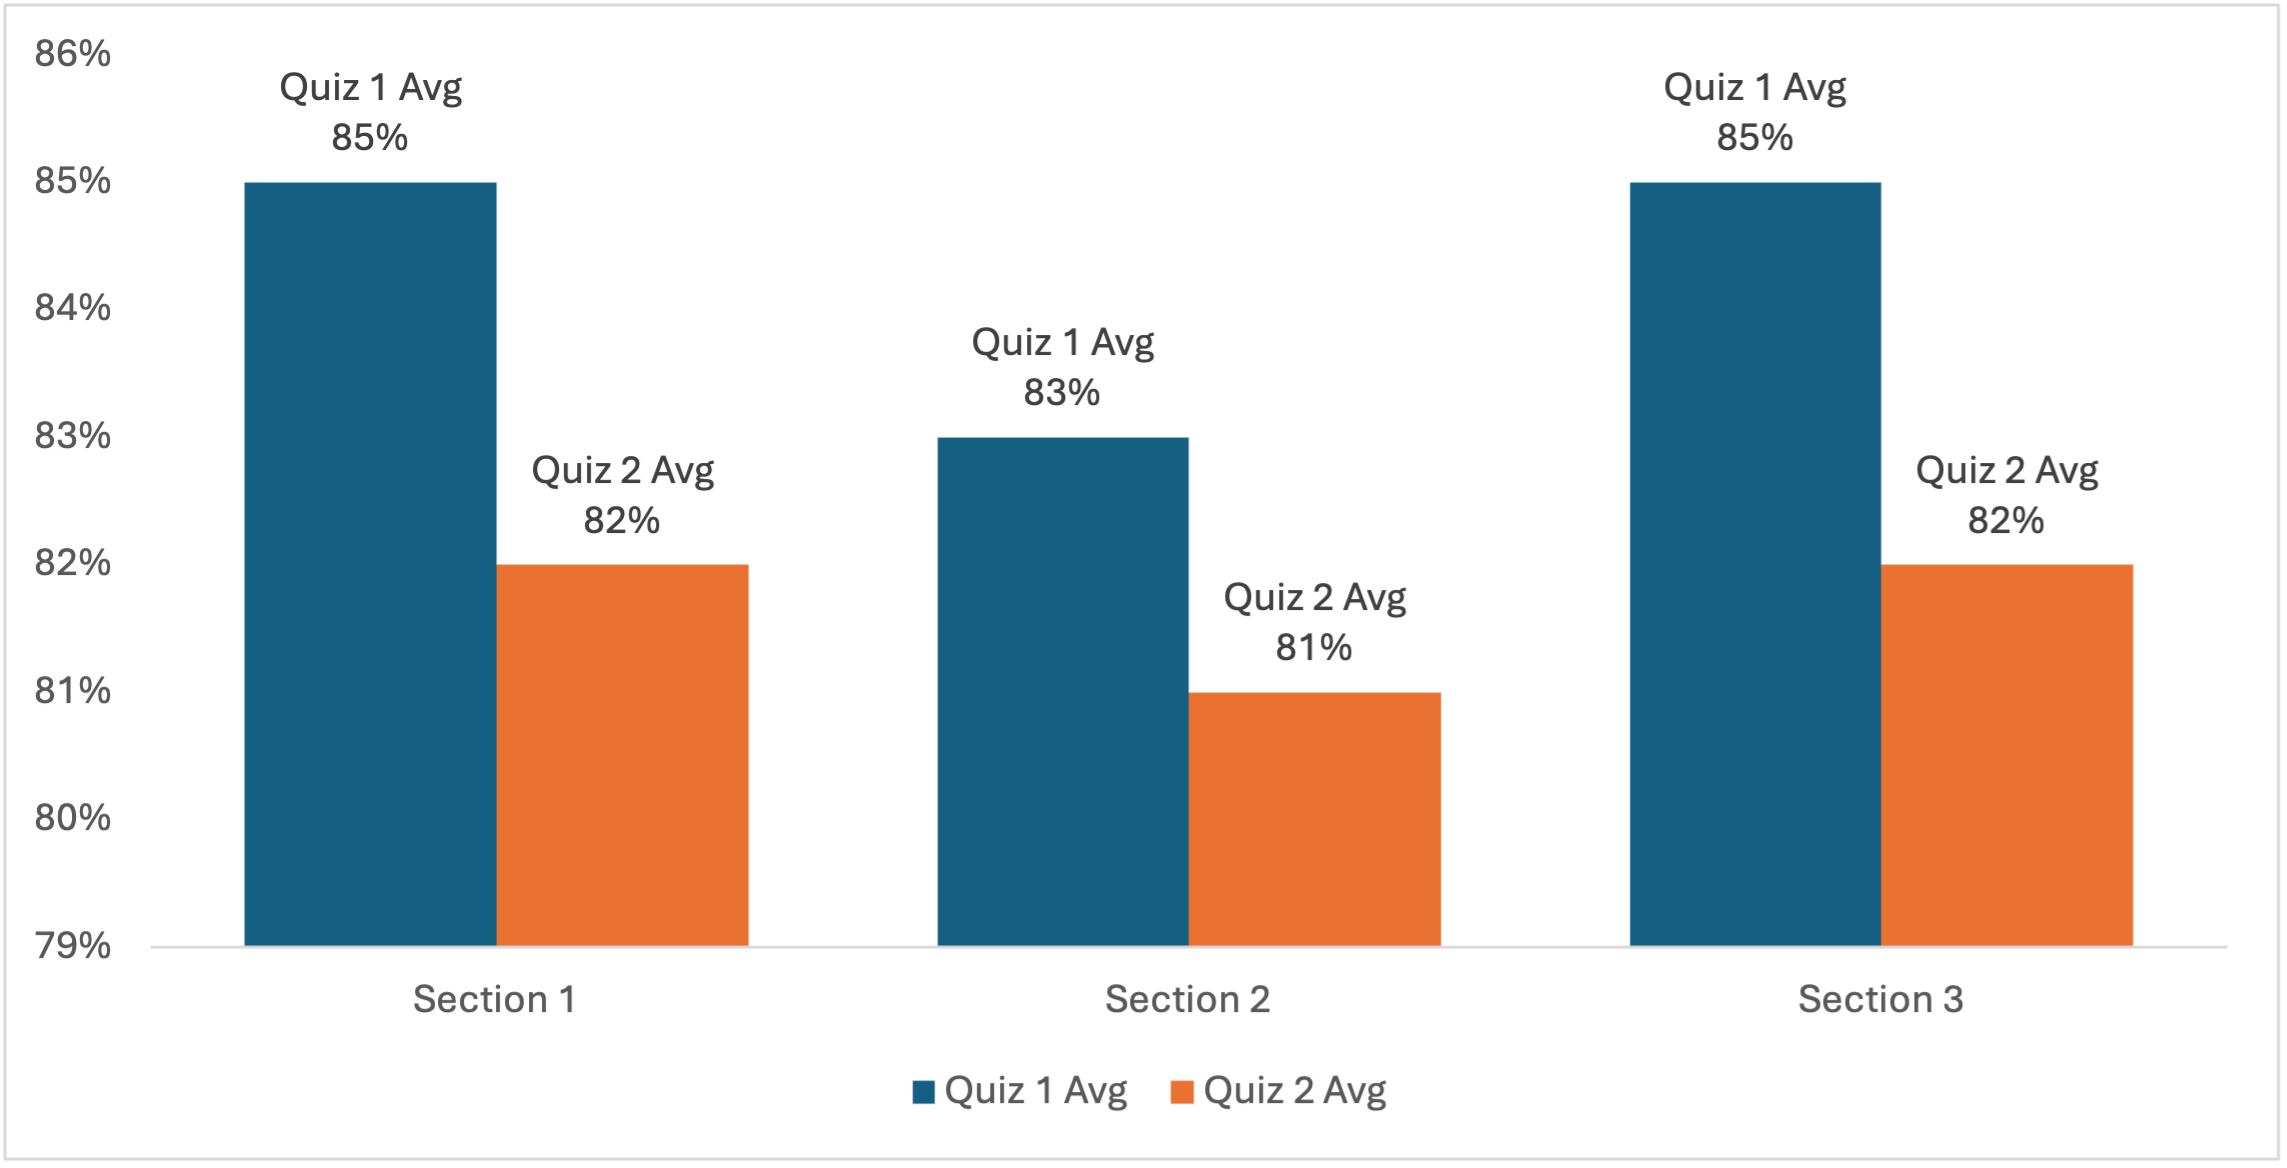 86%
85%
84%
83%
82%
81%
80%
79%
Quiz 1 Avg
85%
Quiz 2 Avg
82%
Quiz 1 Avg
83%
Quiz 2 Avg
81%
Quiz 1 Avg
85%
Quiz 2 Avg
82%
Section 1
Section 2
Section 3
Quiz 1 Avg
Quiz 2 Avg